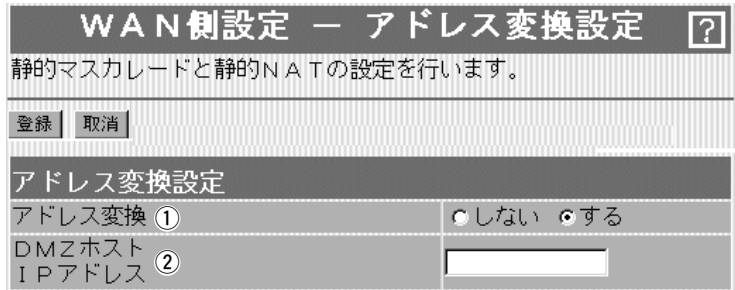 WAN側設定 － アドレス変換設定 ?
静的マスカレードと静的NATの設定を行います。
登録 取消
アドレス変換設定
アドレス変換 ① しない する
DMZホスト
IPアドレス ②